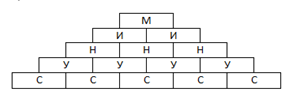 М
И И
Н Н Н
У У У У
С С С С С